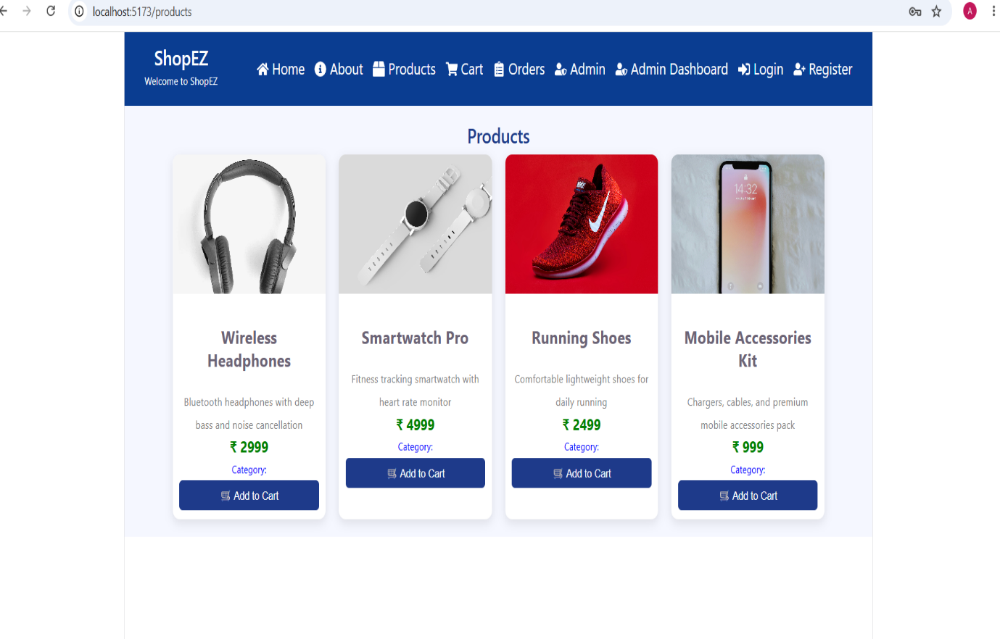 localhost:5173/products
A
ShopEZ
Welcome to ShopEZ
Home About Products Cart Orders Admin Admin Dashboard Login Register
Products
14:32
Wireless
Headphones
Bluetooth headphones with deep
bass and noise cancellation
₹ 2999
Category:
Add to Cart
Smartwatch Pro
Fitness tracking smartwatch with
heart rate monitor
₹ 4999
Category:
Add to Cart
Running Shoes
Comfortable lightweight shoes for
daily running
₹ 2499
Category:
Add to Cart
Mobile Accessories
Kit
Chargers, cables, and premium
mobile accessories pack
₹ 999
Category:
Add to Cart